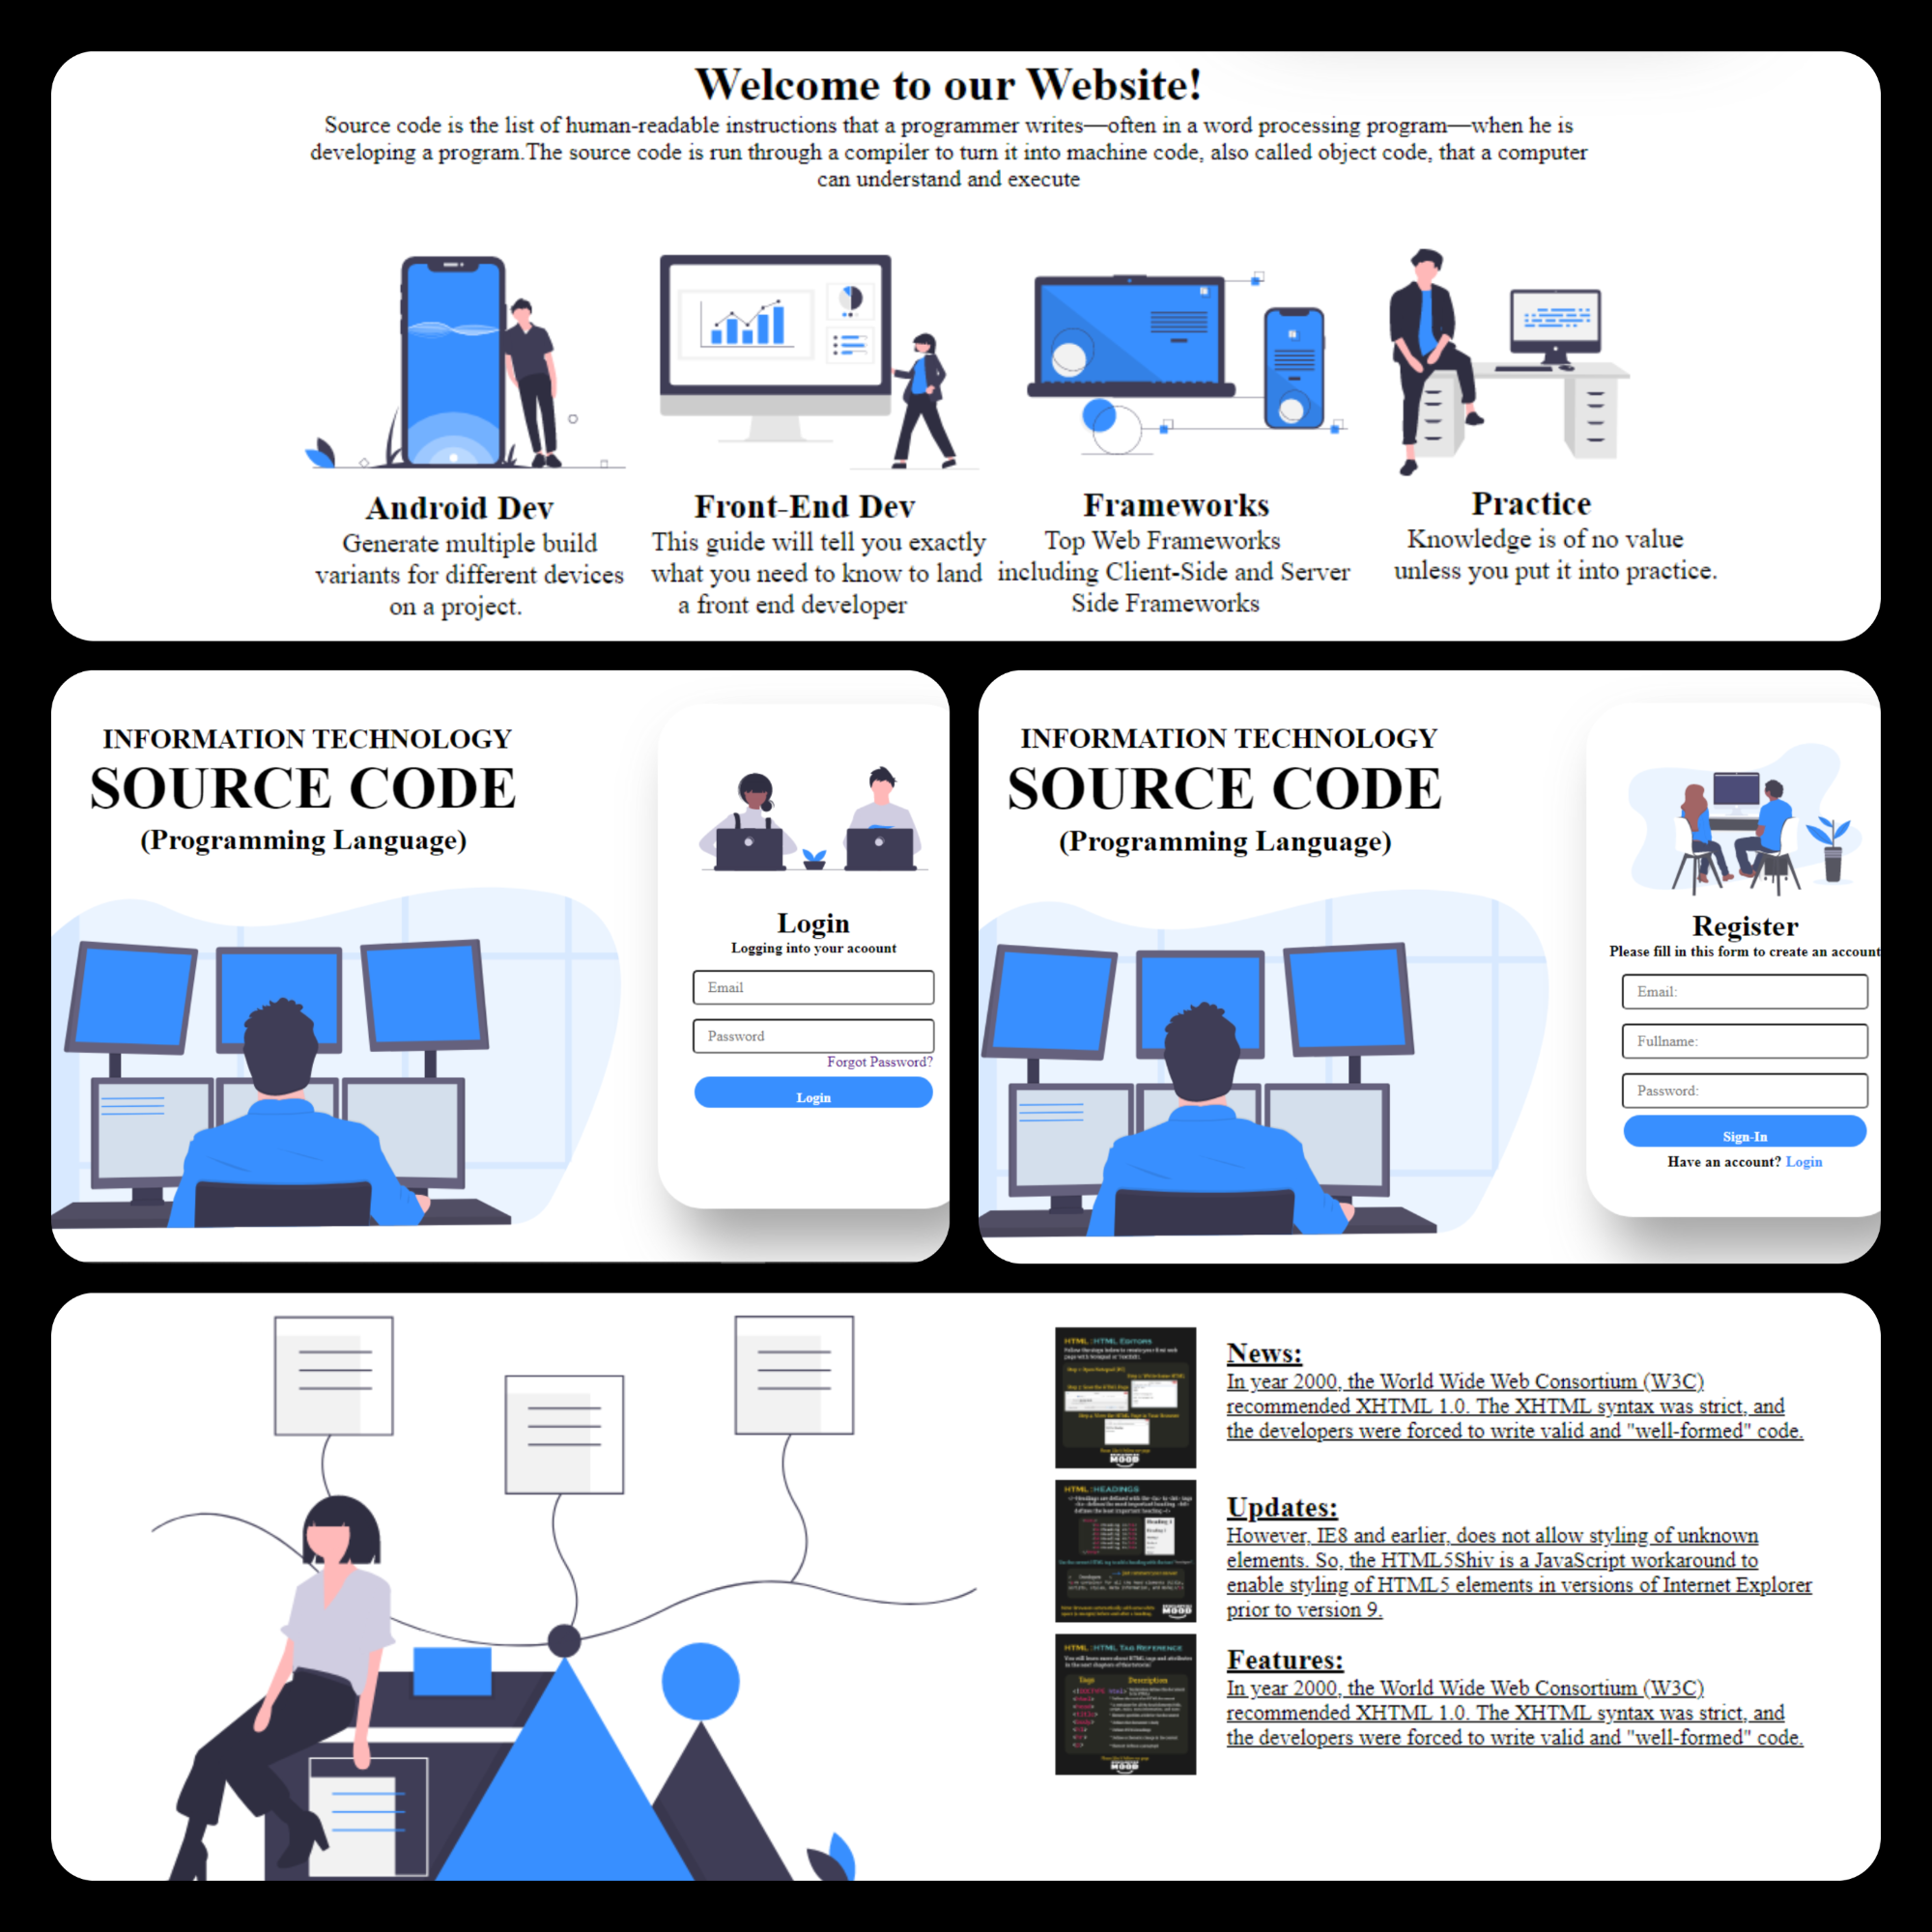 Welcome to our Website!
Source code is the list of human-readable instructions that a programmer writes—often in a word processing program—when he is
developing a program.The source code is run through a compiler to turn it into machine code, also called object code, that a computer
can understand and execute
Android Dev
Generate multiple build
variants for different devices
on a project.
Front-End Dev
This guide will tell you exactly
what you need to know to land
a front end developer
Frameworks
Top Web Frameworks
including Client-Side and Server
Side Frameworks
Practice
Knowledge is of no value
unless you put it into practice.
INFORMATION TECHNOLOGY
SOURCE CODE
(Programming Language)
Login
Logging into your acoount
Email
Password
Forgot Password?
Login
INFORMATION TECHNOLOGY
SOURCE CODE
(Programming Language)
Register
Please fill in this form to create an account
Email:
Fullname:
Password:
Sign-In
Have an account? Login
HTML :HTML Editors
News:
In year 2000, the World Wide Web Consortium (W3C)
recommended XHTML 1.0. The XHTML syntax was strict, and
the developers were forced to write valid and "well-formed" code.
HTML :HEADINGS
Updates:
However, IE8 and earlier, does not allow styling of unknown
elements. So, the HTML5Shiv is a JavaScript workaround to
enable styling of HTML5 elements in versions of Internet Explorer
prior to version 9.
HTML :HTML Tag Reference
Tags Description
Features:
In year 2000, the World Wide Web Consortium (W3C)
recommended XHTML 1.0. The XHTML syntax was strict, and
the developers were forced to write valid and "well-formed" code.